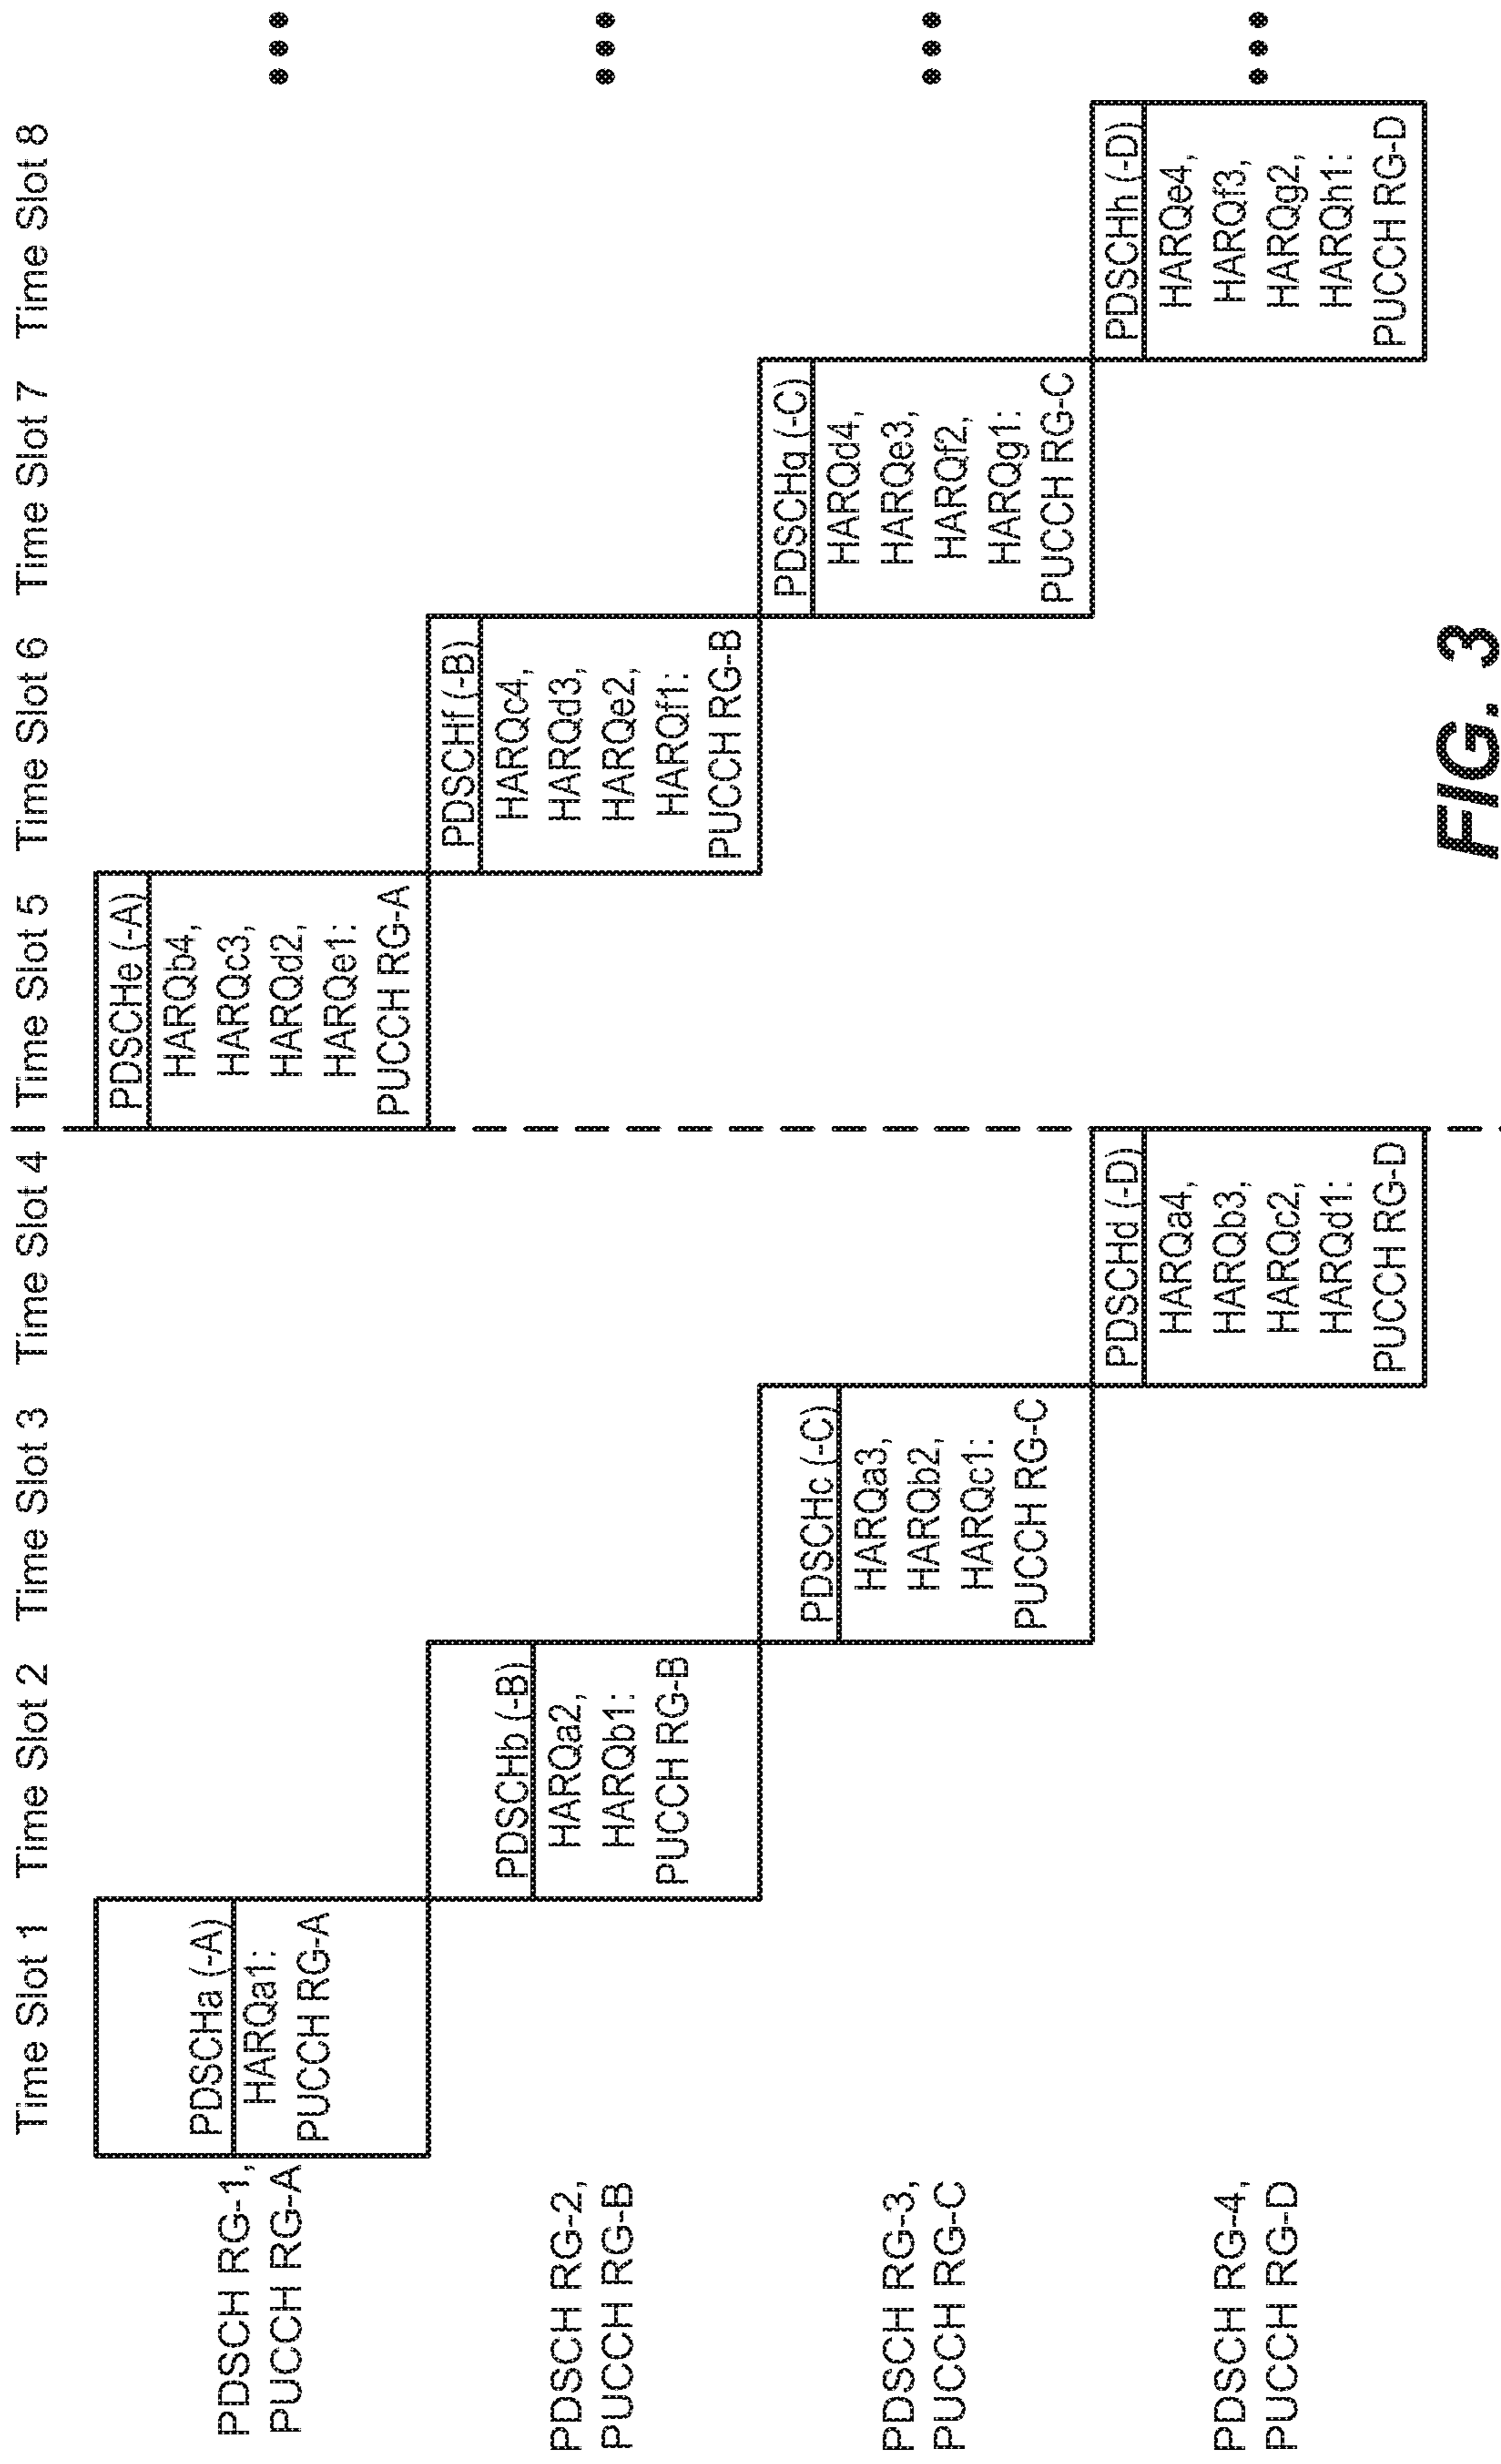 Time Slot 1
Time Slot 2
Time Slot 3
Time Slot 4
Time Slot 5
Time Slot 6
Time Slot 7
Time Slot 8
PDSCH RG-1,
PUCCH RG-A
PDSCHa (-A)
HARQa1:
PUCCH RG-A
PDSCHe (-A)
HARQb4,
HARQc3,
HARQd2,
HARQe1:
PUCCH RG-A
PDSCH RG-2,
PUCCH RG-B
PDSCHb (-B)
HARQa2,
HARQb1:
PUCCH RG-B
PDSCHf (-B)
HARQc4,
HARQd3,
HARQe2,
HARQf1:
PUCCH RG-B
PDSCH RG-3,
PUCCH RG-C
PDSCHc (-C)
HARQa3,
HARQb2,
HARQc1:
PUCCH RG-C
PDSCHg (-C)
HARQd4,
HARQe3,
HARQf2,
HARQg1:
PUCCH RG-C
PDSCH RG-4,
PUCCH RG-D
PDSCHd (-D)
HARQa4,
HARQb3,
HARQc2,
HARQd1:
PUCCH RG-D
PDSCHh (-D)
HARQe4,
HARQf3,
HARQg2,
HARQh1:
PUCCH RG-D
FIG. 3